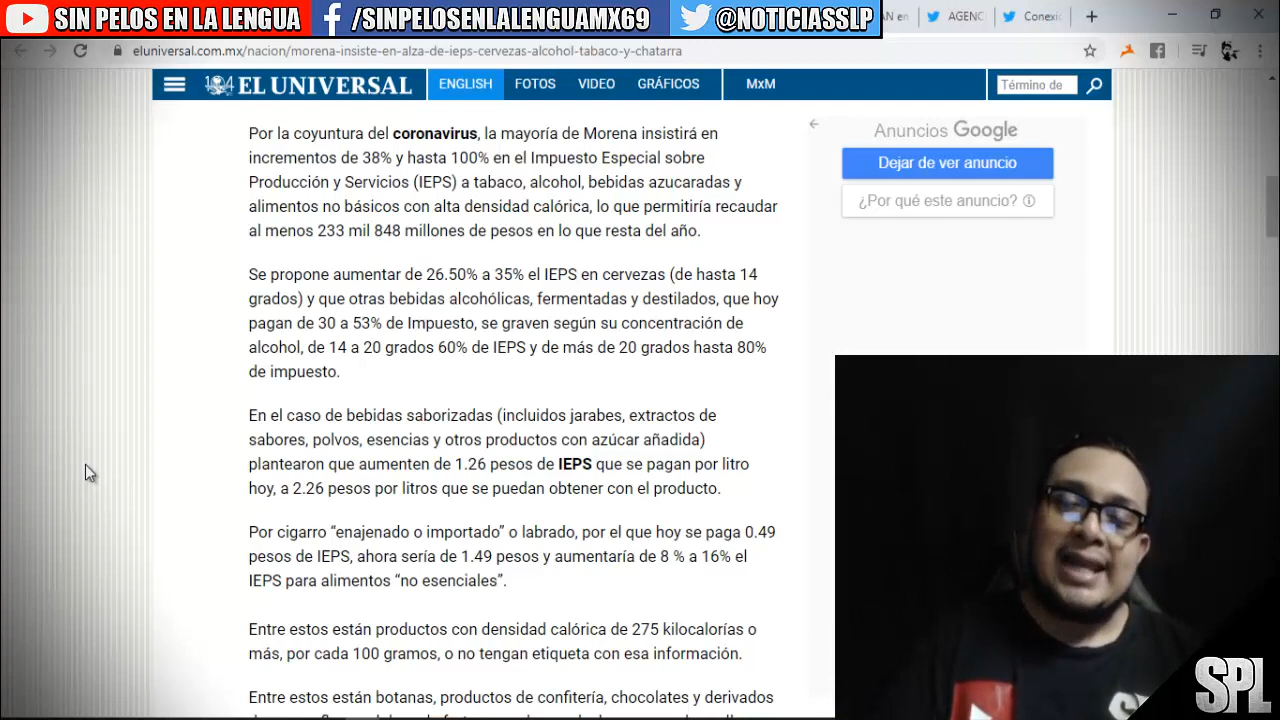 SIN PELOS EN LA LENGUA
/SINPELOSENLALENGUAMX69
@NOTICIASSLP
AN en
AGENC
Conexic
eluniversal.com.mx/nacion/morena-insiste-en-alza-de-ieps-cervezas-alcohol-tabaco-y-chatarra
104 EL UNIVERSAL
ENGLISH
FOTOS
VIDEO
GRÁFICOS
MxM
Término de
Por la coyuntura del coronavirus, la mayoría de Morena insistirá en
incrementos de 38% y hasta 100% en el Impuesto Especial sobre
Producción y Servicios (IEPS) a tabaco, alcohol, bebidas azucaradas y
alimentos no básicos con alta densidad calórica, lo que permitiría recaudar
al menos 233 mil 848 millones de pesos en lo que resta del año.
Se propone aumentar de 26.50% a 35% el IEPS en cervezas (de hasta 14
grados) y que otras bebidas alcohólicas, fermentadas y destilados, que hoy
pagan de 30 a 53% de Impuesto, se graven según su concentración de
alcohol, de 14 a 20 grados 60% de IEPS y de más de 20 grados hasta 80%
de impuesto.
En el caso de bebidas saborizadas (incluidos jarabes, extractos de
sabores, polvos, esencias y otros productos con azúcar añadida)
plantearon que aumenten de 1.26 pesos de IEPS que se pagan por litro
hoy, a 2.26 pesos por litros que se puedan obtener con el producto.
Por cigarro “enajenado o importado” o labrado, por el que hoy se paga 0.49
pesos de IEPS, ahora sería de 1.49 pesos y aumentaría de 8 % a 16% el
IEPS para alimentos “no esenciales”.
Entre estos están productos con densidad calórica de 275 kilocalorías o
más, por cada 100 gramos, o no tengan etiqueta con esa información.
Entre estos están botanas, productos de confitería, chocolates y derivados
Anuncios Google
Dejar de ver anuncio
¿Por qué este anuncio?
SPL